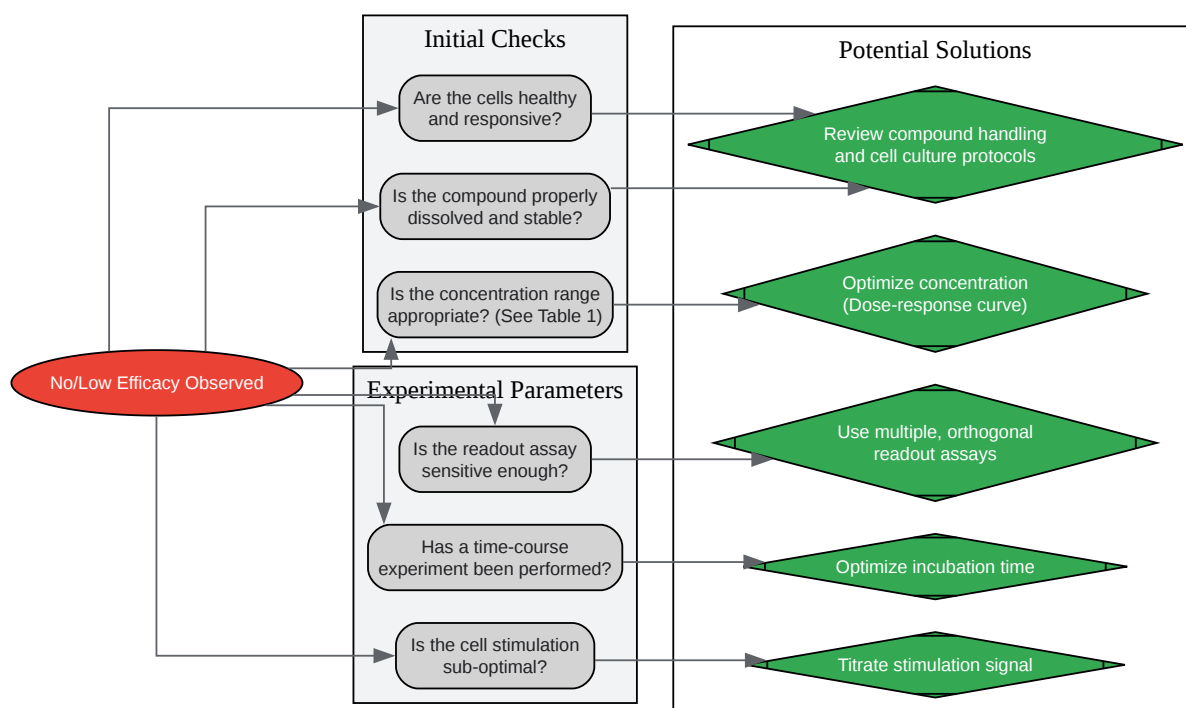 Initial Checks
Are the cells healthy
and responsive?
Is the compound properly
dissolved and stable?
Is the concentration range
appropriate? (See Table 1)
No/Low Efficacy Observed
Experimental Parameters
Is the readout assay
sensitive enough?
Has a time-course
experiment been performed?
Is the cell stimulation
sub-optimal?
Potential Solutions
Review compound handling
and cell culture protocols
Optimize concentration
(Dose-response curve)
Use multiple, orthogonal
readout assays
Optimize incubation time
Titrate stimulation signal